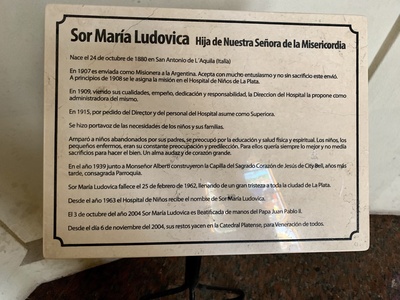 Sor María Ludovica Hija de Nuestra Señora de la Misericordia
Nace el 24 de octubre de 1880 en San Antonio de L´Aquila (Italia)
En 1907 es enviada como Misionera a la Argentina. Acepta con mucho entusiasmo y no sin sacrificio este envió.
A principios de 1908 se le asigna la misión en el Hospital de Niños de La Plata.
En 1909, viendo sus cualidades, empeño, dedicación y responsabilidad, la Direccion del Hospital la propone como
administradora del mismo.
En 1915, por pedido del Director y del personal del Hospital asume como Superiora.
Se hizo portavoz de las necesidades de los niños y sus familias.
Amparó a niños abandonados por sus padres, se preocupó por la educación y salud física y espiritual. Los niños, los
pequeños enfermos, eran su constante preocupación y predilección. Para ellos quería siempre lo mejor y no medía
sacrificios para hacer el bien. Un alma audaz y de corazón grande.
En el año 1939 junto a Monseñor Alberti construyeron la Capilla del Sagrado Corazón de Jesús de City Bell, años más
tarde, consagrada Parroquia.
Sor María Ludovica fallece el 25 de febrero de 1962, llenando de un gran tristeza a toda la ciudad de La Plata.
Desde el año 1963 el Hospital de Niños recibe el nombre de Sor María Ludovica.
El 3 de octubre del año 2004 Sor María Ludovica es Beatificada de manos del Papa Juan Pablo II.
Desde el día 6 de noviembre del 2004, sus restos yacen en la Catedral Platense, para Veneración de todos.